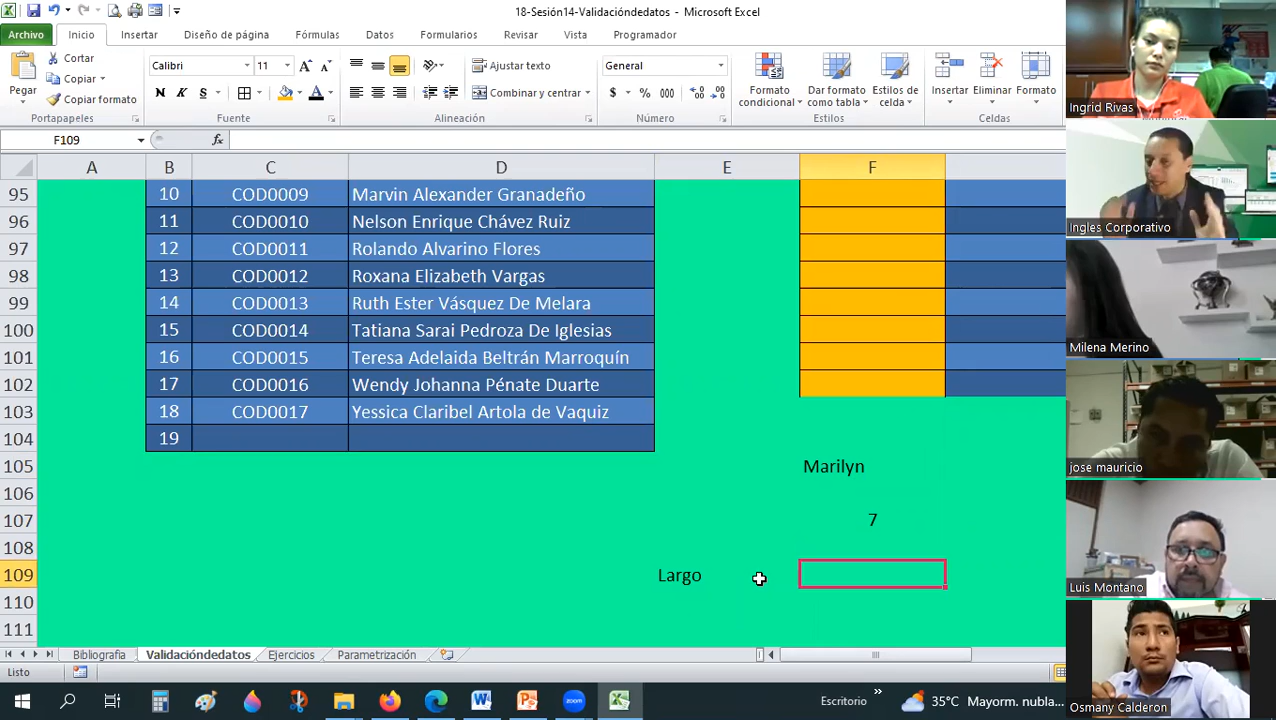 18-Sesión14-Validacióndedatos - Microsoft Excel
Archivo Inicio Insertar Diseño de página Fórmulas Datos Formularios Revisar Vista Programador
Pegar
Cortar
Copiar
Copiar formato
Portapapeles
Calibri 11
N K S
Fuente
Ajustar texto
Combinar y centrar
Alineación
General
$ % 000
Número
Formato condicional
Dar formato como tabla
Estilos de celda
Estilos
Insertar
Eliminar
Formato
Celdas
F109 fx
A B C D E F
95 10 COD0009 Marvin Alexander Granadeño
96 11 COD0010 Nelson Enrique Chávez Ruiz
97 12 COD0011 Rolando Alvarino Flores
98 13 COD0012 Roxana Elizabeth Vargas
99 14 COD0013 Ruth Ester Vásquez De Melara
100 15 COD0014 Tatiana Sarai Pedroza De Iglesias
101 16 COD0015 Teresa Adelaida Beltrán Marroquín
102 17 COD0016 Wendy Johanna Pénate Duarte
103 18 COD0017 Yessica Claribel Artola de Vaquiz
104 19
105 Marilyn
106
107 7
108
109 Largo
110
111
Bibliografia Validacióndedatos Ejercicios Parametrización
Listo
zoom
Escritorio » 35°C Mayorm. nubla...
Ingrid Rivas
Ingles Corporativo
Milena Merino
jose mauricio
Luis Montano
Osmany Calderon